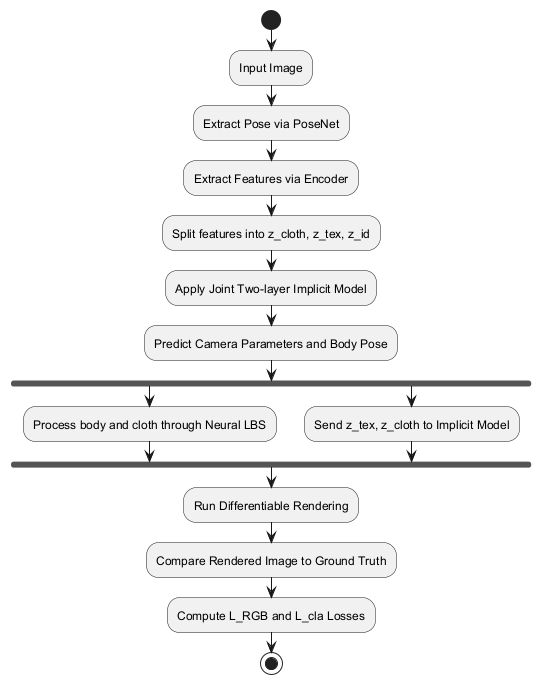 Input Image
Extract Pose via PoseNet
Extract Features via Encoder
Split features into z_cloth, z_tex, z_id
Apply Joint Two-layer Implicit Model
Predict Camera Parameters and Body Pose
Process body and cloth through Neural LBS
Send z_tex, z_cloth to Implicit Model
Run Differentiable Rendering
Compare Rendered Image to Ground Truth
Compute L_RGB and L_cla Losses